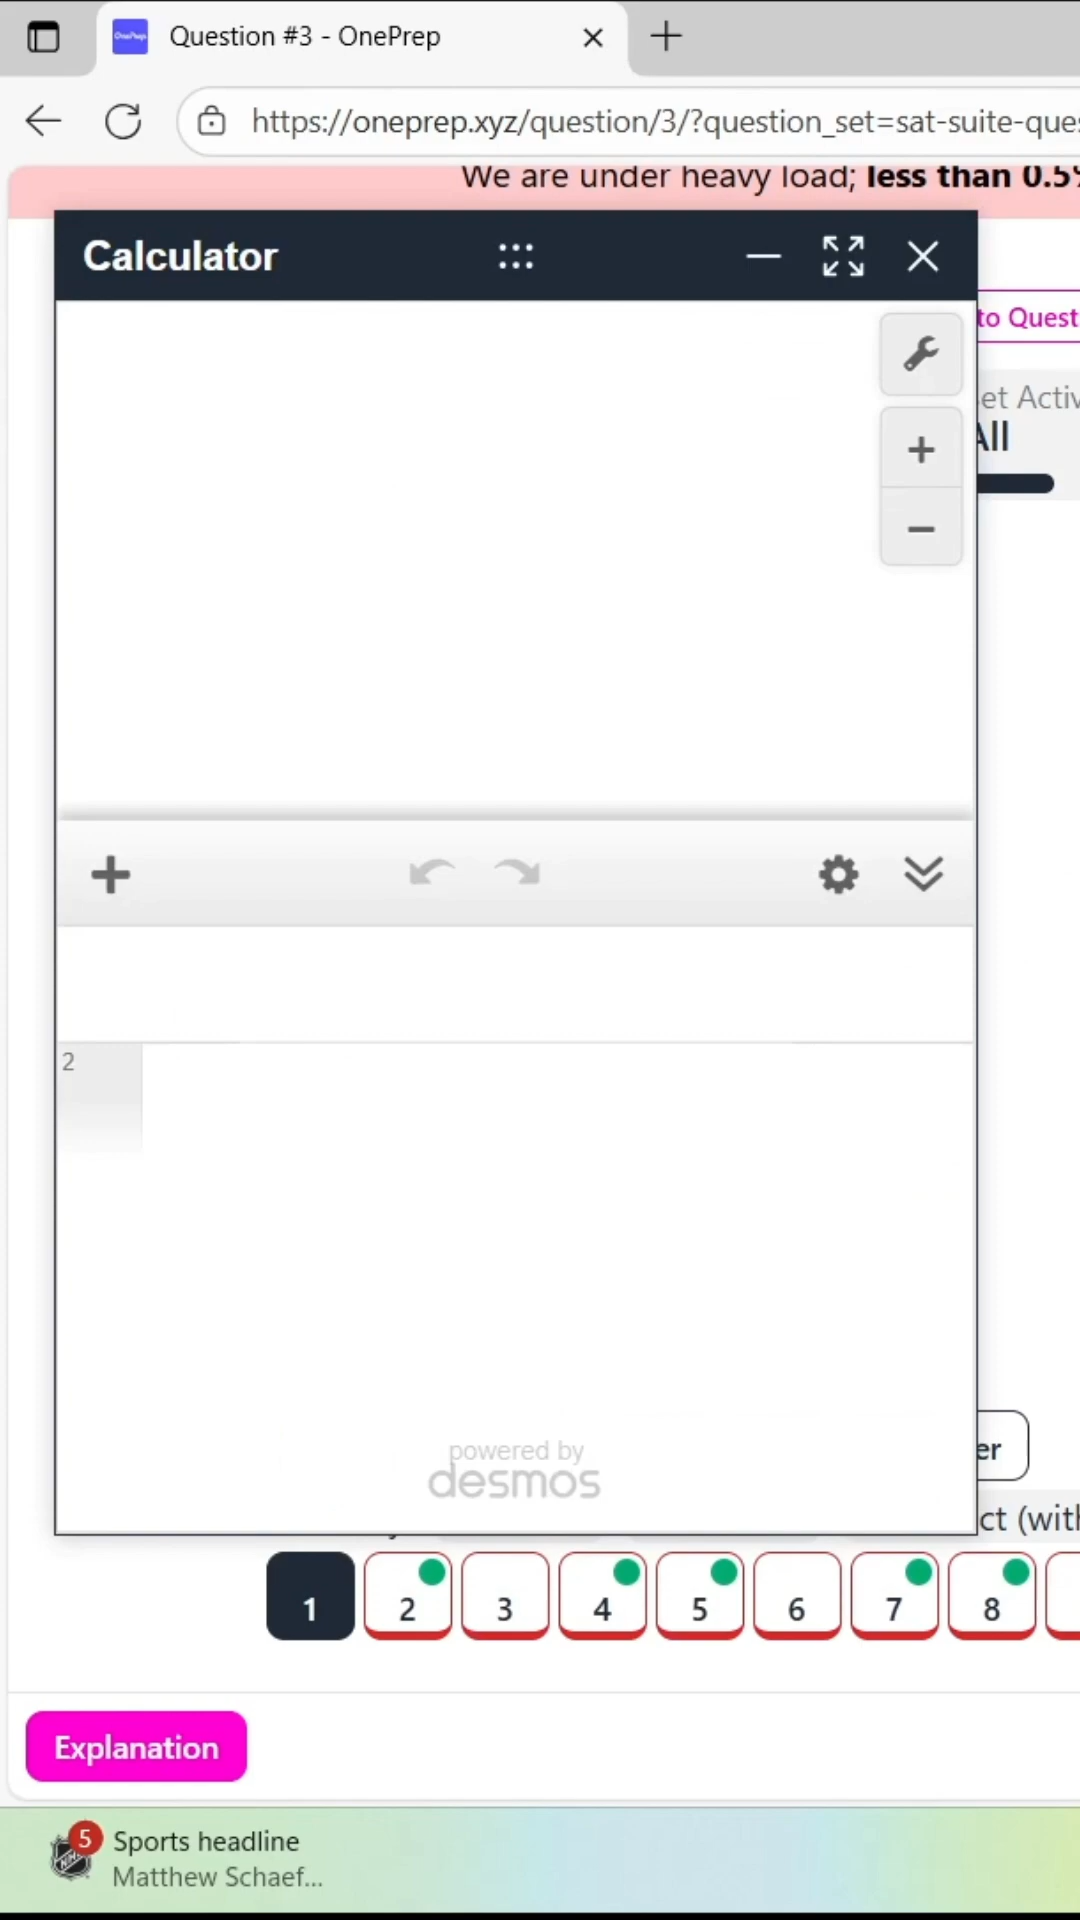 Question #3 - OnePrep
https://oneprep.xyz/question/3/?question_set=sat-suite-ques
We are under heavy load; less than 0.5%
Calculator
to Quest
et Activ
All
2
powered by
desmos
er
ct (with
1 2 3 4 5 6 7 8
Explanation
5
Sports headline
Matthew Schaef...